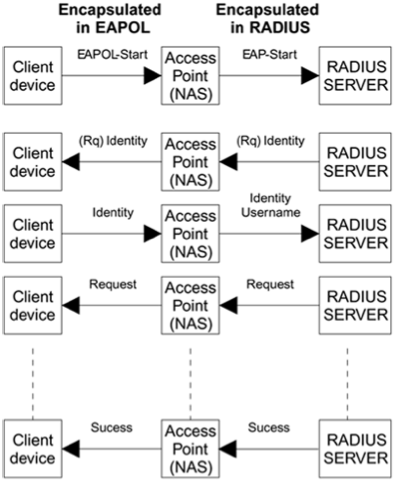 Encapsulated
in EAPOL
Encapsulated
in RADIUS
Client
device
EAPOL-Start
Access
Point
(NAS)
EAP-Start
RADIUS
SERVER
Client
device
(Rq) Identity
Access
Point
(NAS)
(Rq) Identity
RADIUS
SERVER
Client
device
Identity
Access
Point
(NAS)
Identity
Username
RADIUS
SERVER
Client
device
Request
Access
Point
(NAS)
Request
RADIUS
SERVER
Client
device
Sucess
Access
Point
(NAS)
Sucess
RADIUS
SERVER